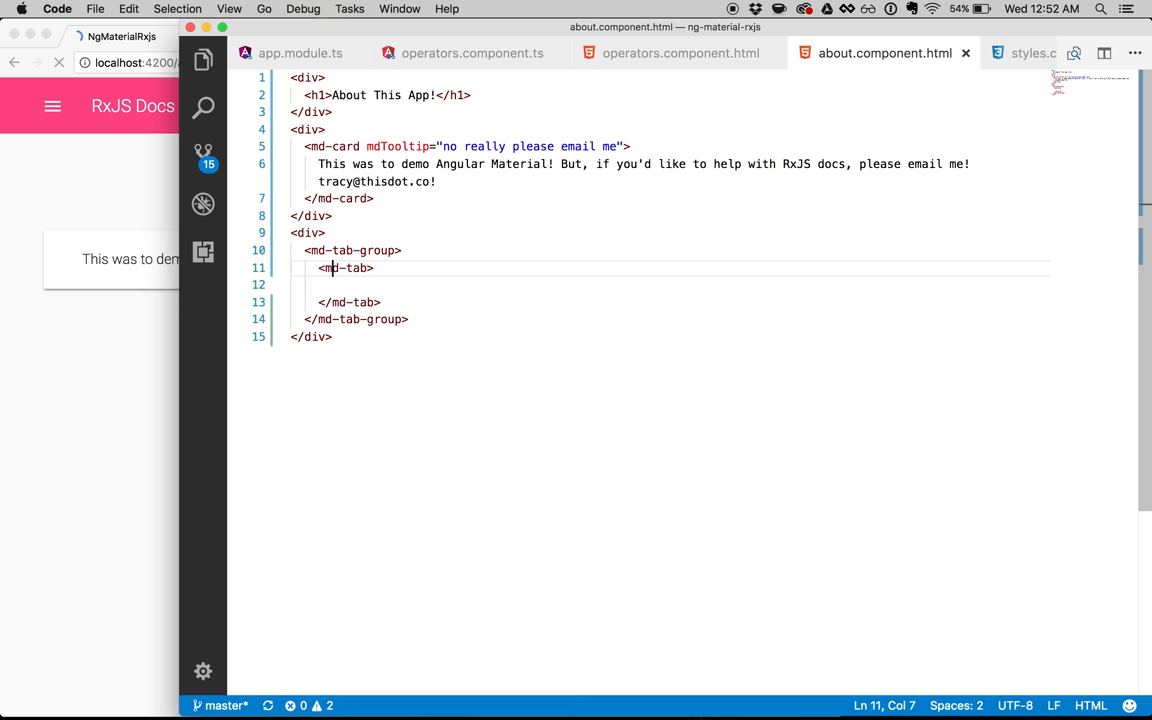 Code File Edit Selection View Go Debug Tasks Window Help 54% Wed 12:52 AM
about.component.html — ng-material-rxjs
NgMaterialRxjs
localhost:4200/
RxJS Docs
This was to dem
app.module.ts operators.component.ts operators.component.html about.component.html styles.c
15
1 <div>
2 <h1>About This App!</h1>
3 </div>
4 <div>
5 <md-card mdTooltip="no really please email me">
6 This was to demo Angular Material! But, if you'd like to help with RxJS docs, please email me!
tracy@thisdot.co!
7 </md-card>
8 </div>
9 <div>
10 <md-tab-group>
11 <md-tab>
12
13 </md-tab>
14 </md-tab-group>
15 </div>
master* 0 2 Ln 11, Col 7 Spaces: 2 UTF-8 LF HTML